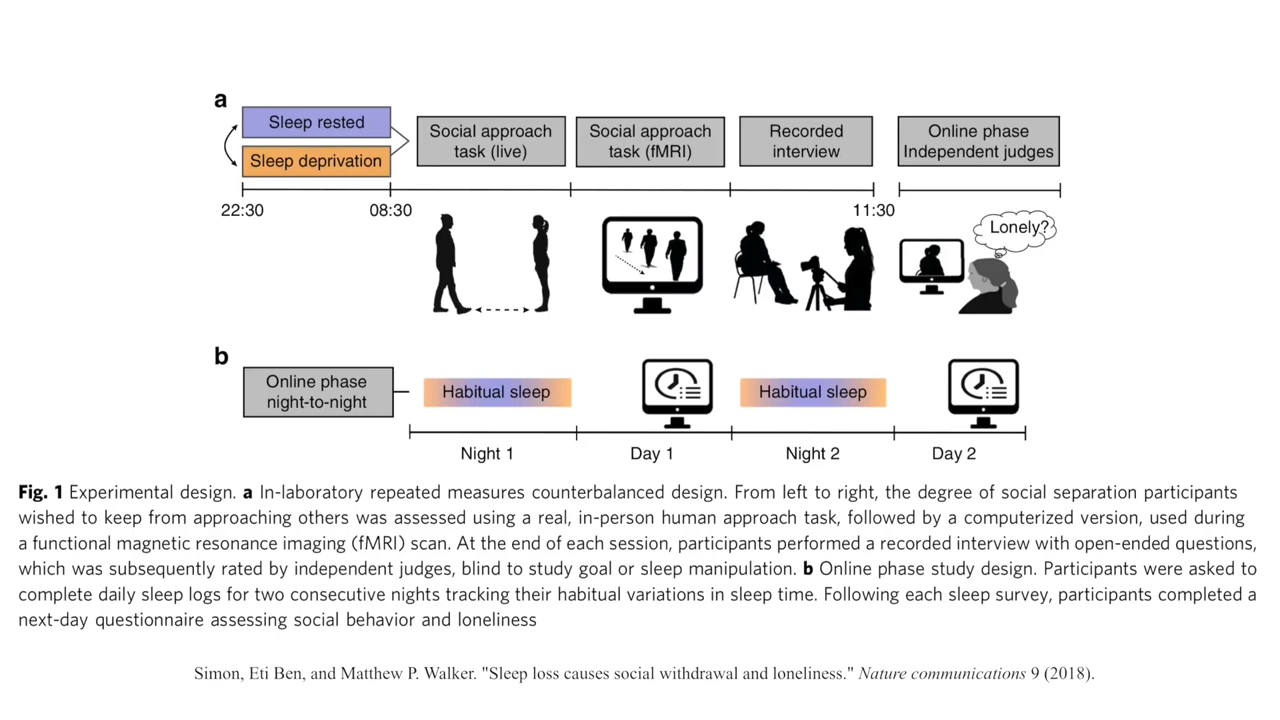 a
Sleep rested
Sleep deprivation
Social approach
task (live)
Social approach
task (fMRI)
Recorded
interview
Online phase
Independent judges
22:30
08:30
11:30
Lonely?
b
Online phase
night-to-night
Habitual sleep
Habitual sleep
Night 1
Day 1
Night 2
Day 2
Fig. 1 Experimental design. a In-laboratory repeated measures counterbalanced design. From left to right, the degree of social separation participants
wished to keep from approaching others was assessed using a real, in-person human approach task, followed by a computerized version, used during
a functional magnetic resonance imaging (fMRI) scan. At the end of each session, participants performed a recorded interview with open-ended questions,
which was subsequently rated by independent judges, blind to study goal or sleep manipulation. b Online phase study design. Participants were asked to
complete daily sleep logs for two consecutive nights tracking their habitual variations in sleep time. Following each sleep survey, participants completed a
next-day questionnaire assessing social behavior and loneliness
Simon, Eti Ben, and Matthew P. Walker. "Sleep loss causes social withdrawal and loneliness." Nature communications 9 (2018).